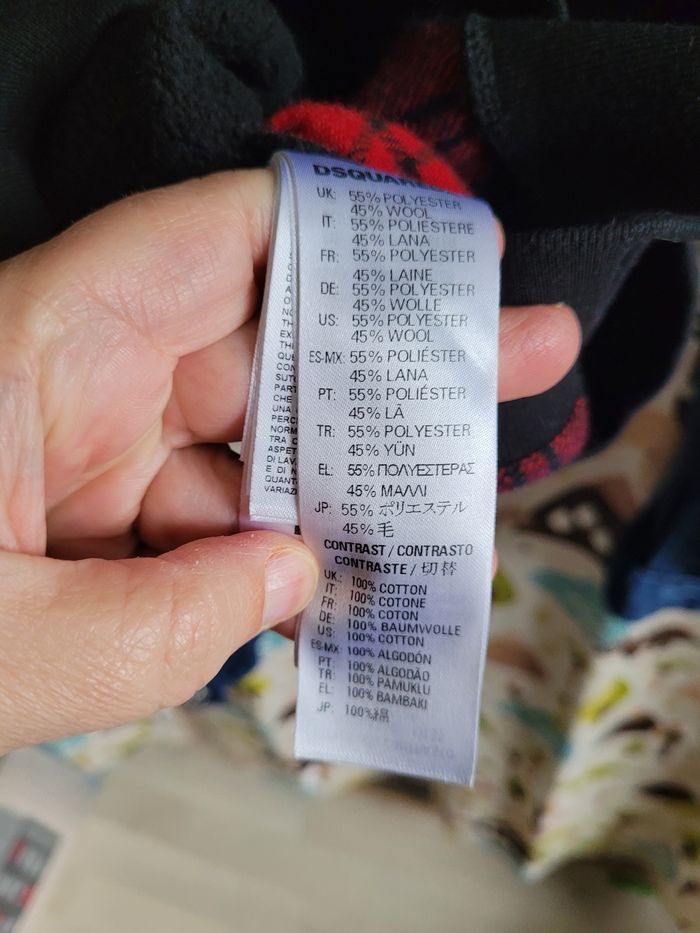 UK: 55% POLYESTER
45% WOOL
IT: 55% POLIESTERE
45% LANA
FR: 55% POLYESTER
45% LAINE
DE: 55% POLYESTER
45% WOLLE
US: 55% POLYESTER
45% WOOL
ES-MX: 55% POLIÉSTER
45% LANA
PT: 55% POLIÉSTER
45% LÃ
TR: 55% POLYESTER
45% YÜN
EL: 55% ΠΟΛΥΕΣΤΕΡΑΣ
45% ΜΑΛΛΙ
JP: 55% ポリエステル
45% 毛
CONTRAST / CONTRASTO
CONTRASTE / 切替
UK: 100% COTTON
IT: 100% COTONE
FR: 100% COTON
DE: 100% BAUMWOLLE
US: 100% COTTON
ES-MX: 100% ALGODÓN
PT: 100% ALGODÃO
TR: 100% PAMUKLU
EL: 100% ΒΑΜΒΑΚΙ
JP: 100%